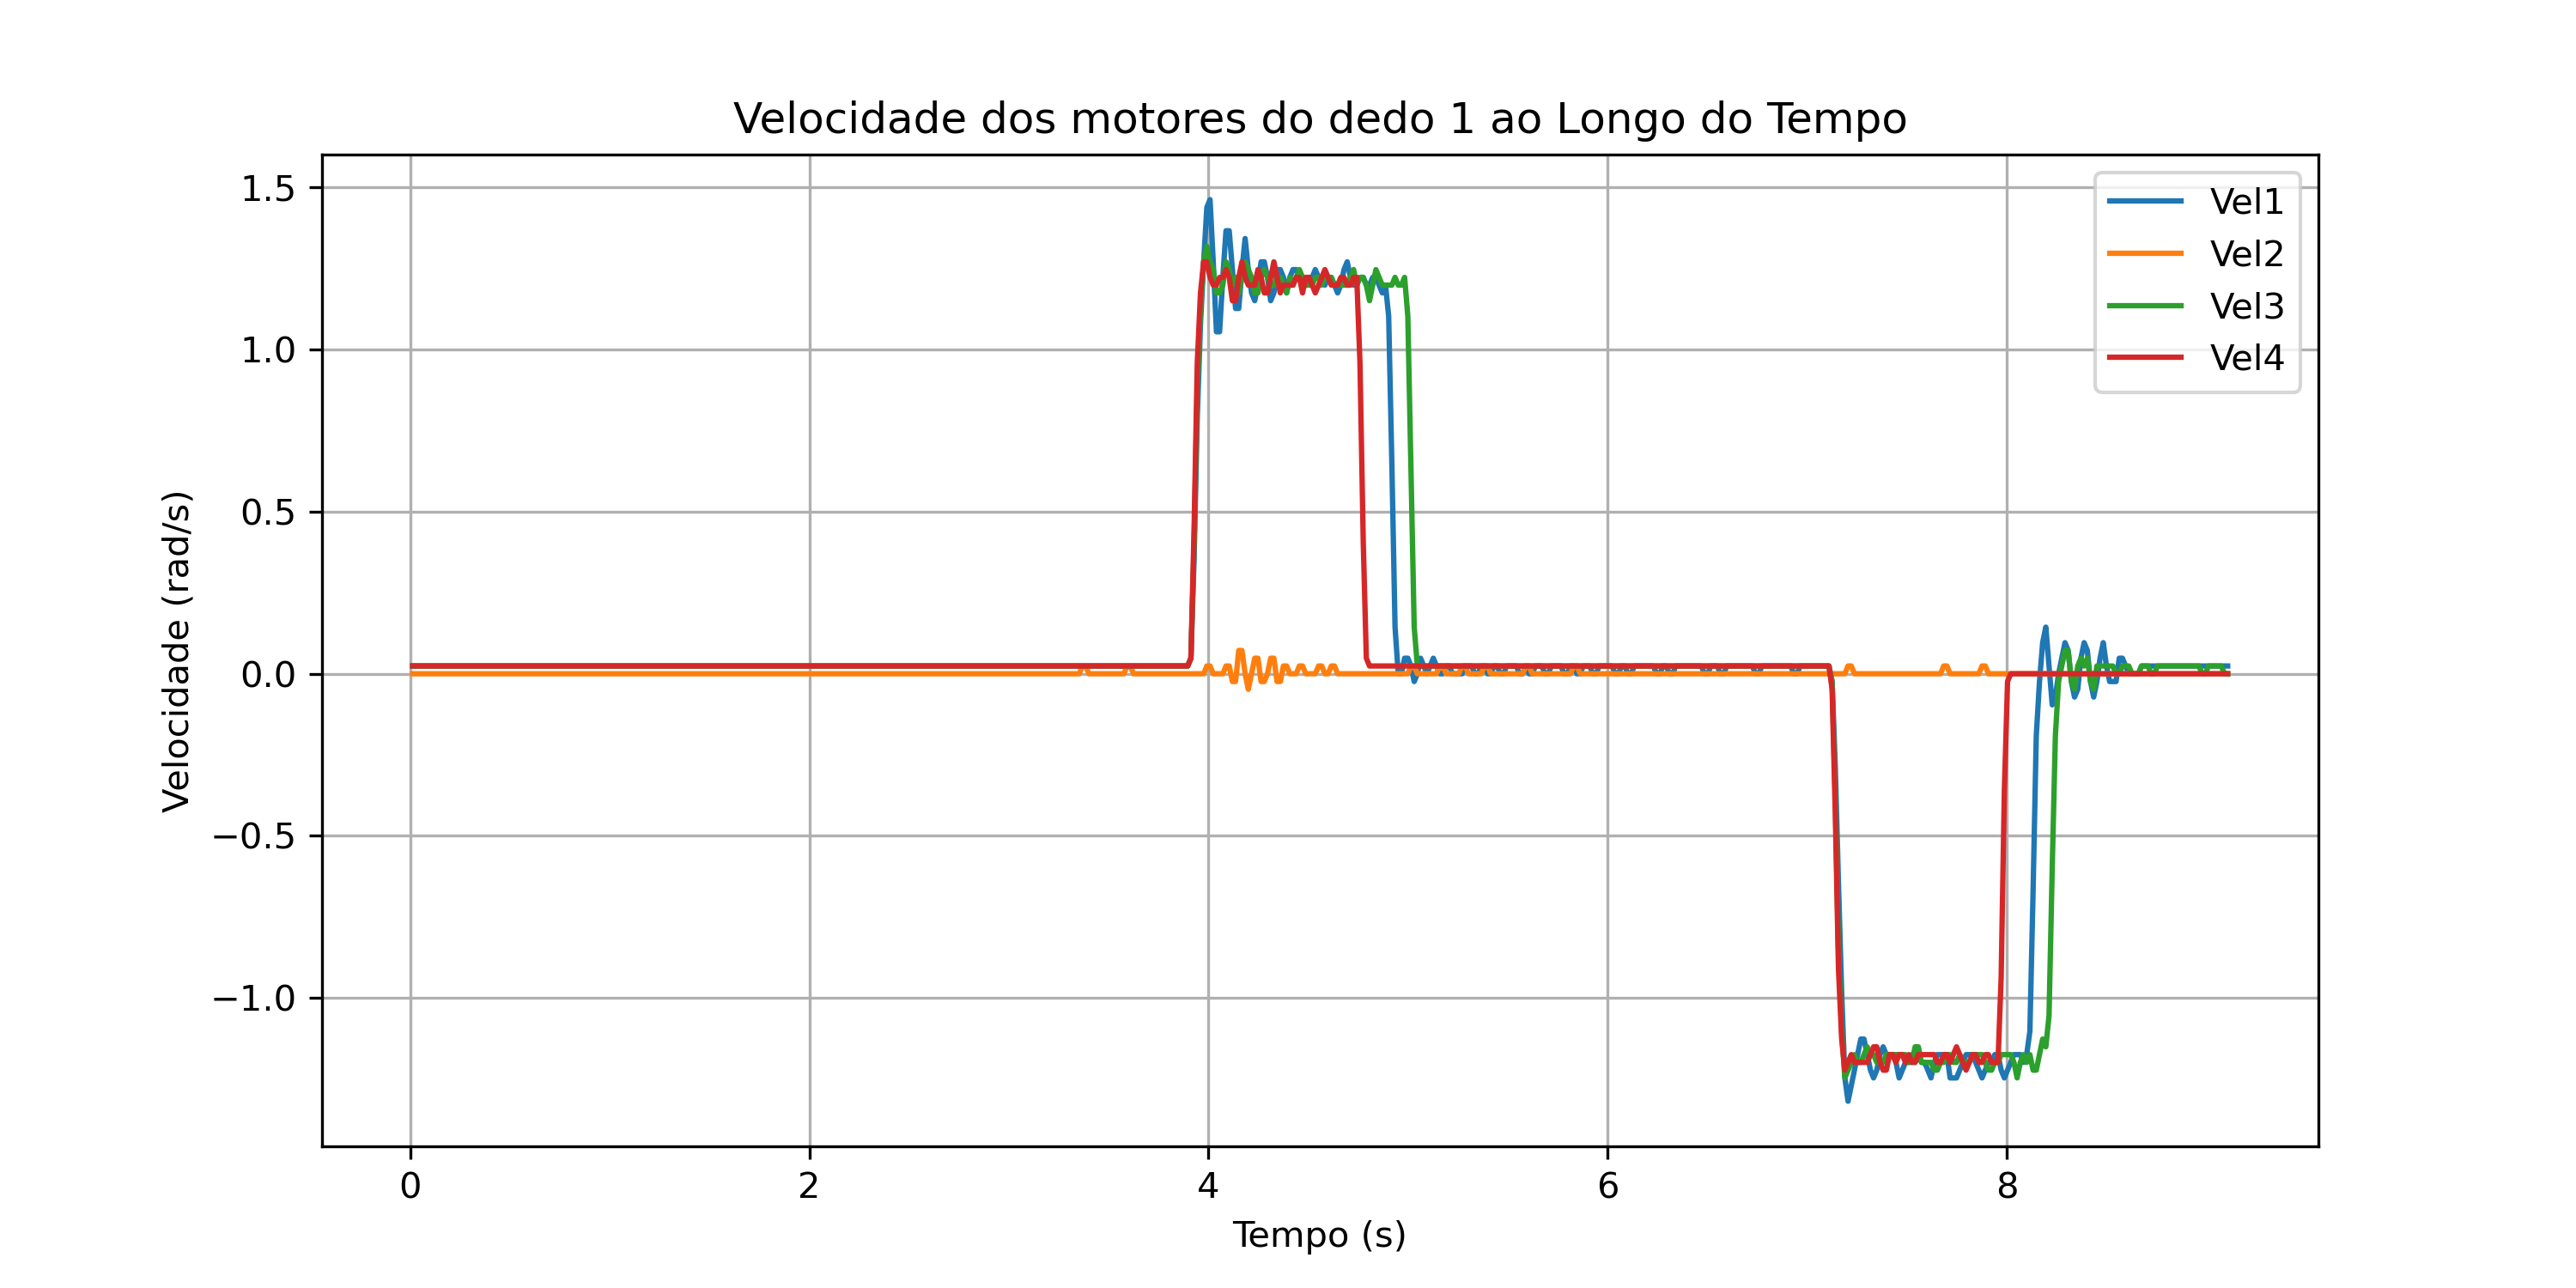 Velocidade dos motores do dedo 1 ao Longo do Tempo
Velocidade (rad/s)
1.5
1.0
0.5
0.0
−0.5
−1.0
Vel1
Vel2
Vel3
Vel4
0 2 4 6 8
Tempo (s)